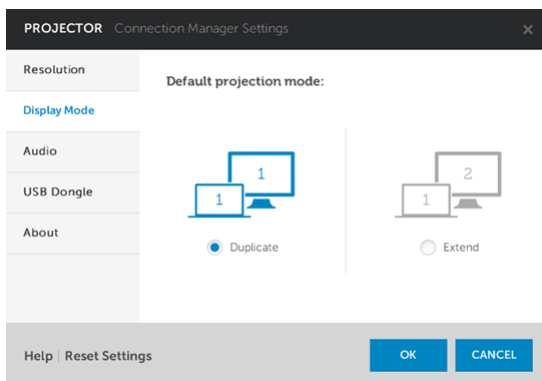 PROJECTOR Connection Manager Settings ×
Resolution
Display Mode
Audio
USB Dongle
About
Default projection mode:
1
1
Duplicate
2
1
Extend
Help | Reset Settings
OK
CANCEL